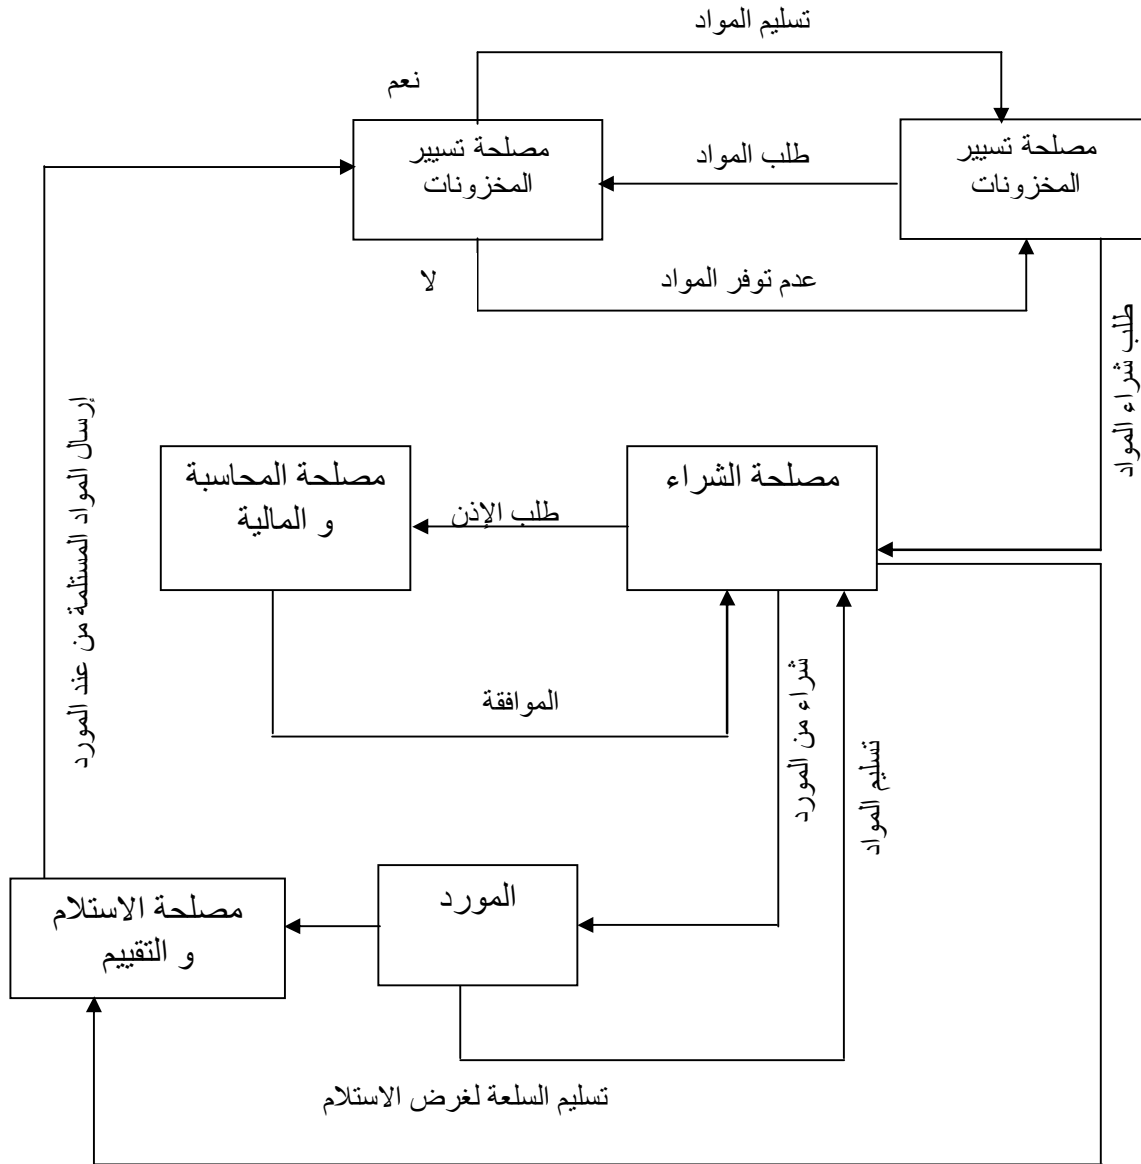 تسليم المواد
نعم
مصلحة تسيير
المخزونات
طلب المواد
مصلحة تسيير
المخزونات
لا
عدم توفر المواد
طلب شراء المواد
إرسال المواد المستلمة من عند المورد
مصلحة الشراء
طلب الإذن
مصلحة المحاسبة
و المالية
الموافقة
شراء من المورد
تسليم المواد
المورد
مصلحة الاستلام
و التقييم
تسليم السلعة لغرض الاستلام